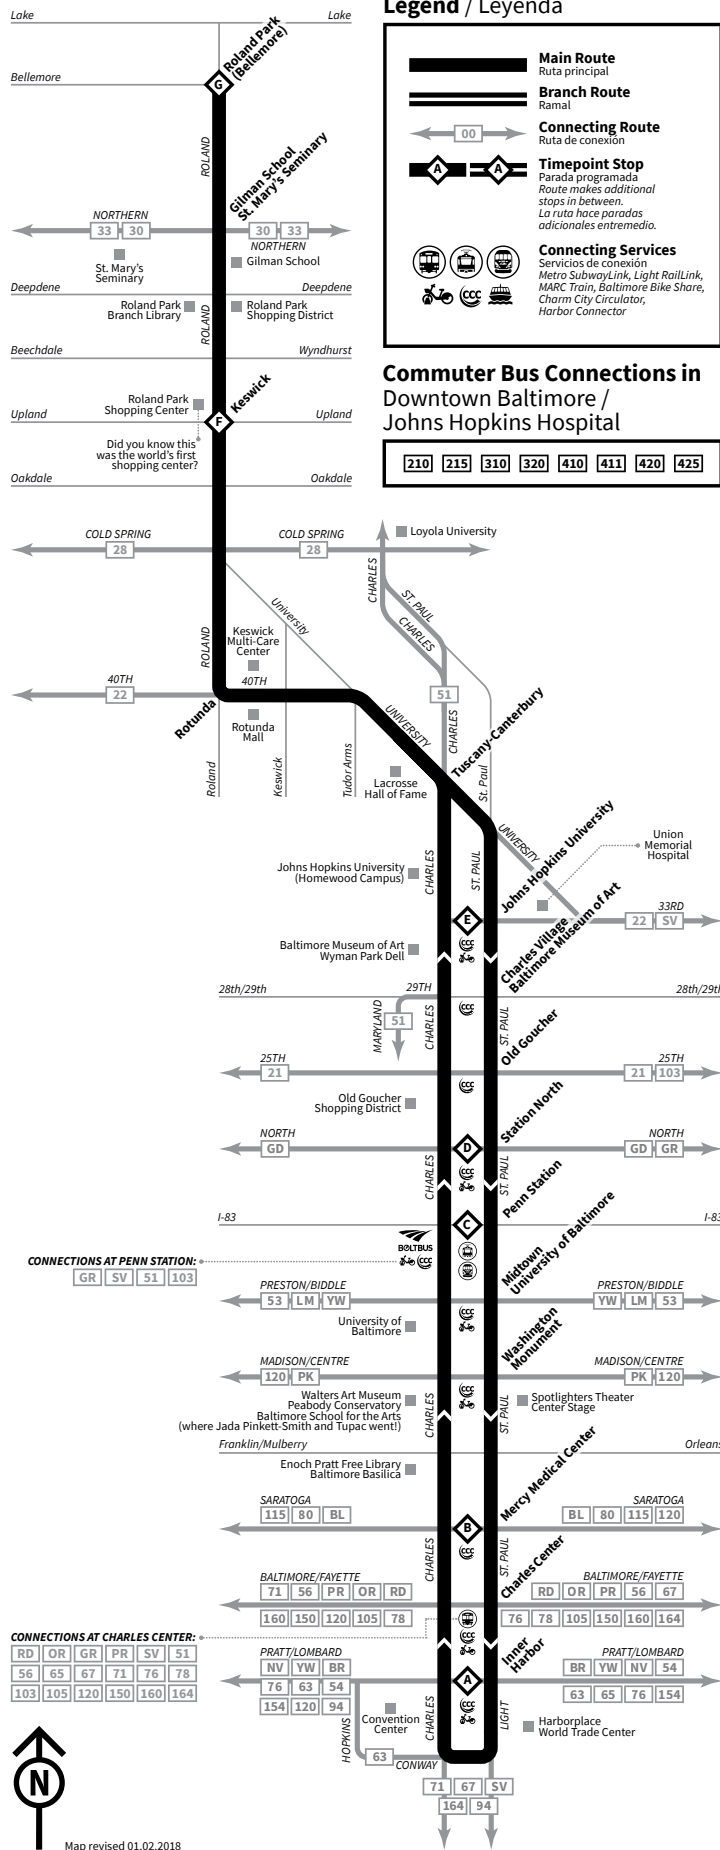 Legend / Leyenda
Main Route
Ruta principal
Branch Route
Ramal
00
Connecting Route
Ruta de conexión
A
A
Timepoint Stop
Parada programada
Route makes additional
stops in between.
La ruta hace paradas
adicionales entremedio.
CCC
Connecting Services
Servicios de conexión
Metro SubwayLink, Light RailLink,
MARC Train, Baltimore Bike Share,
Charm City Circulator,
Harbor Connector
Commuter Bus Connections in
Downtown Baltimore /
Johns Hopkins Hospital
210 215 310 320 410 411 420 425
Lake Lake
Roland Park
(Bellemore)
Bellemore
G
ROLAND
Gilman School
St. Mary's Seminary
NORTHERN
33 30 30 33
NORTHERN
St. Mary's
Seminary
Gilman School
Deepdene Deepdene
Roland Park
Branch Library
Roland Park
Shopping District
ROLAND
Beechdale Wyndhurst
Roland Park
Shopping Center
Keswick
Upland Upland
F
Did you know this
was the world's first
shopping center?
Oakdale Oakdale
COLD SPRING COLD SPRING
28 28
Loyola University
CHARLES
ST. PAUL
CHARLES
University
Keswick
Multi-Care
Center
ROLAND
40TH 40TH
22
51
Rotunda
Rotunda
Mall
UNIVERSITY
CHARLES
Tuscany-Canterbury
Roland
Keswick
Tudor Arms
Lacrosse
Hall of Fame
St. Paul
UNIVERSITY
Johns Hopkins University
Union
Memorial
Hospital
Johns Hopkins University
(Homewood Campus)
CHARLES
ST. PAUL
E
33RD
22 SV
CCC
Charles Village
Baltimore Museum of Art
Baltimore Museum of Art
Wyman Park Dell
28th/29th 29TH 28th/29th
MARYLAND
51
CHARLES
CCC
ST. PAUL
Old Goucher
25TH 25TH
21 21 103
CCC
Old Goucher
Shopping District
Station North
NORTH NORTH
GD D GD GR
CHARLES
CCC
ST. PAUL
Penn Station
I-83 C I-83
BOLTBUS
CCC
CONNECTIONS AT PENN STATION:
GR SV 51 103
Midtown
University of Baltimore
PRESTON/BIDDLE PRESTON/BIDDLE
53 LM YW YW LM 53
CCC
University of
Baltimore
Washington
Monument
MADISON/CENTRE MADISON/CENTRE
120 PK PK 120
CCC
Walters Art Museum
Peabody Conservatory
Baltimore School for the Arts
(where Jada Pinkett-Smith and Tupac went!)
CHARLES
ST. PAUL
Spotlighters Theater
Center Stage
Franklin/Mulberry Orleans
Enoch Pratt Free Library
Baltimore Basilica
Mercy Medical Center
SARATOGA SARATOGA
115 80 BL B BL 80 115 120
CHARLES
CCC
ST. PAUL
Charles Center
BALTIMORE/FAYETTE BALTIMORE/FAYETTE
71 56 PR OR RD RD OR PR 56 67
160 150 120 105 78 76 78 105 150 160 164
CCC
CONNECTIONS AT CHARLES CENTER:
RD OR GR PR SV 51
56 65 67 71 76 78
103 105 120 150 160 164
Inner
Harbor
PRATT/LOMBARD PRATT/LOMBARD
NV YW BR BR YW NV 54
76 63 54 63 65 76 154
154 120 94
A
CCC
HOPKINS
Convention
Center
CHARLES
LIGHT
Harborplace
World Trade Center
63 CONWAY
71 67 SV
164 94
N
Map revised 01.02.2018